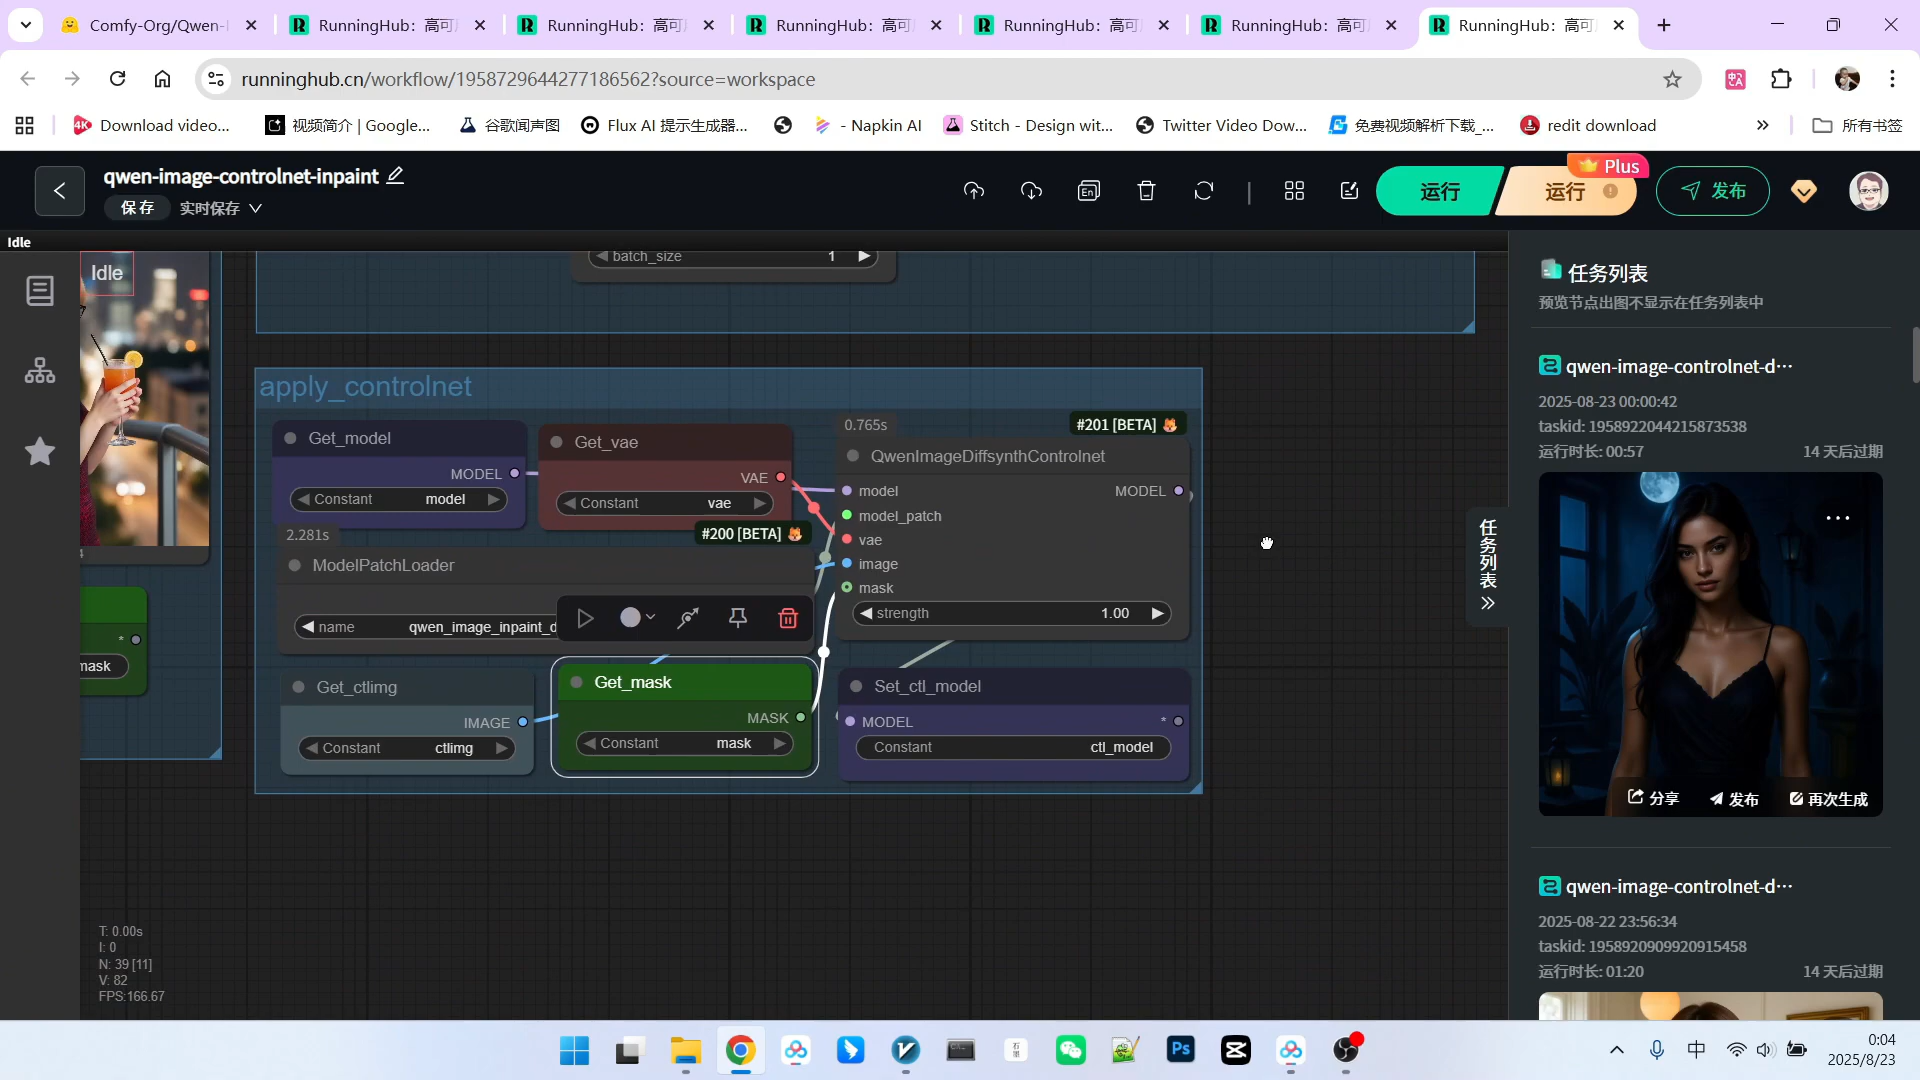 Comfy-Org/Qwen-I
RunningHub：高可
RunningHub：高可
RunningHub：高可
RunningHub：高可
RunningHub：高可
RunningHub：高可
runninghub.cn/workflow/1958729644277186562?source=workspace
Download video...
视频简介 | Google...
谷歌闻声图
Flux AI 提示生成器...
- Napkin AI
Stitch - Design wit...
Twitter Video Dow...
免费视频解析下载_...
redit download
所有书签
qwen-image-controlnet-inpaint
保存
实时保存
En
运行
运行
Plus
发布
Idle
Idle
batch_size
1
任务列表
预览节点出图不显示在任务列表中
qwen-image-controlnet-d···
2025-08-23 00:00:42
taskid: 1958922044215873538
运行时长: 00:57
14 天后过期
分享
发布
再次生成
qwen-image-controlnet-d···
2025-08-22 23:56:34
taskid: 1958920909920915458
运行时长: 01:20
14 天后过期
任务列表
apply_controlnet
Get_model
MODEL
Constant
model
Get_vae
VAE
Constant
vae
0.765s
#201 [BETA]
QwenImageDiffsynthControlnet
model
MODEL
model_patch
vae
image
mask
strength
1.00
2.281s
#200 [BETA]
ModelPatchLoader
name
qwen_image_inpaint_d
Get_ctlimg
IMAGE
Constant
ctlimg
Get_mask
MASK
Constant
mask
Set_ctl_model
MODEL
*
Constant
ctl_model
*
mask
T: 0.00s
I: 0
N: 39 [11]
V: 82
FPS:166.67
Ps
中
0:04
2025/8/23